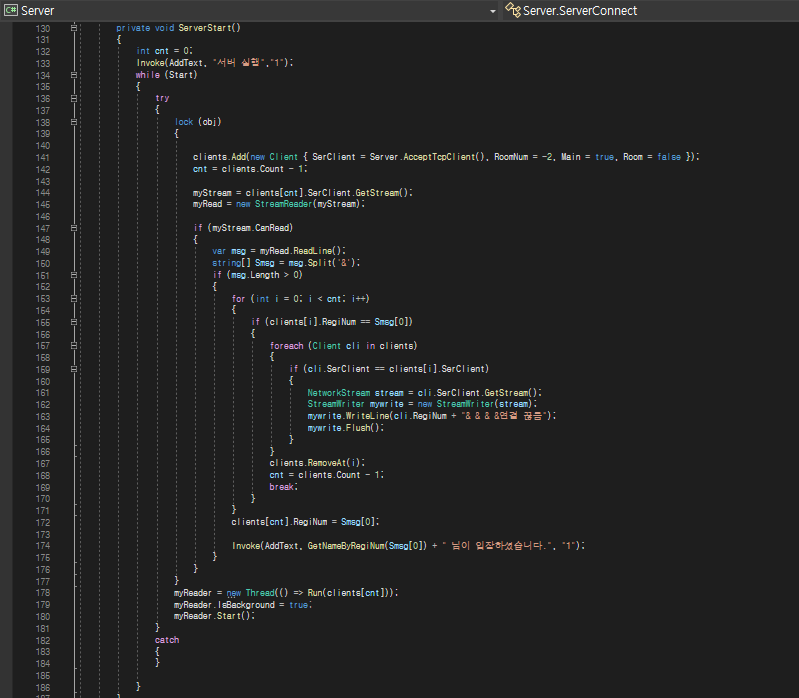 C# Server Server.ServerConnect
130 private void ServerStart()
131 {
132 int cnt = 0;
133 Invoke(AddText, "서버 실행","1");
134 while (Start)
135 {
136 try
137 {
138 lock (obj)
139 {
140
141 clients.Add(new Client { SerClient = Server.AcceptTcpClient(), RoomNum = -2, Main = true, Room = false });
142 cnt = clients.Count - 1;
143
144 myStream = clients[cnt].SerClient.GetStream();
145 myRead = new StreamReader(myStream);
146
147 if (myStream.CanRead)
148 {
149 var msg = myRead.ReadLine();
150 string[] Smsg = msg.Split('&');
151 if (msg.Length > 0)
152 {
153 for (int i = 0; i < cnt; i++)
154 {
155 if (clients[i].RegiNum == Smsg[0])
156 {
157 foreach (Client cli in clients)
158 {
159 if (cli.SerClient == clients[i].SerClient)
160 {
161 NetworkStream stream = cli.SerClient.GetStream();
162 StreamWriter mywrite = new StreamWriter(stream);
163 mywrite.WriteLine(cli.RegiNum + "& & & &연결 끊음");
164 mywrite.Flush();
165 }
166 }
167 clients.RemoveAt(i);
168 cnt = clients.Count - 1;
169 break;
170 }
171 }
172 clients[cnt].RegiNum = Smsg[0];
173
174 Invoke(AddText, GetNameByRegiNum(Smsg[0]) + " 님이 입장하셨습니다.", "1");
175 }
176 }
177 }
178 myReader = new Thread(() => Run(clients[cnt]));
179 myReader.IsBackground = true;
180 myReader.Start();
181 }
182 catch
183 {
184 }
185
186 }
187 }